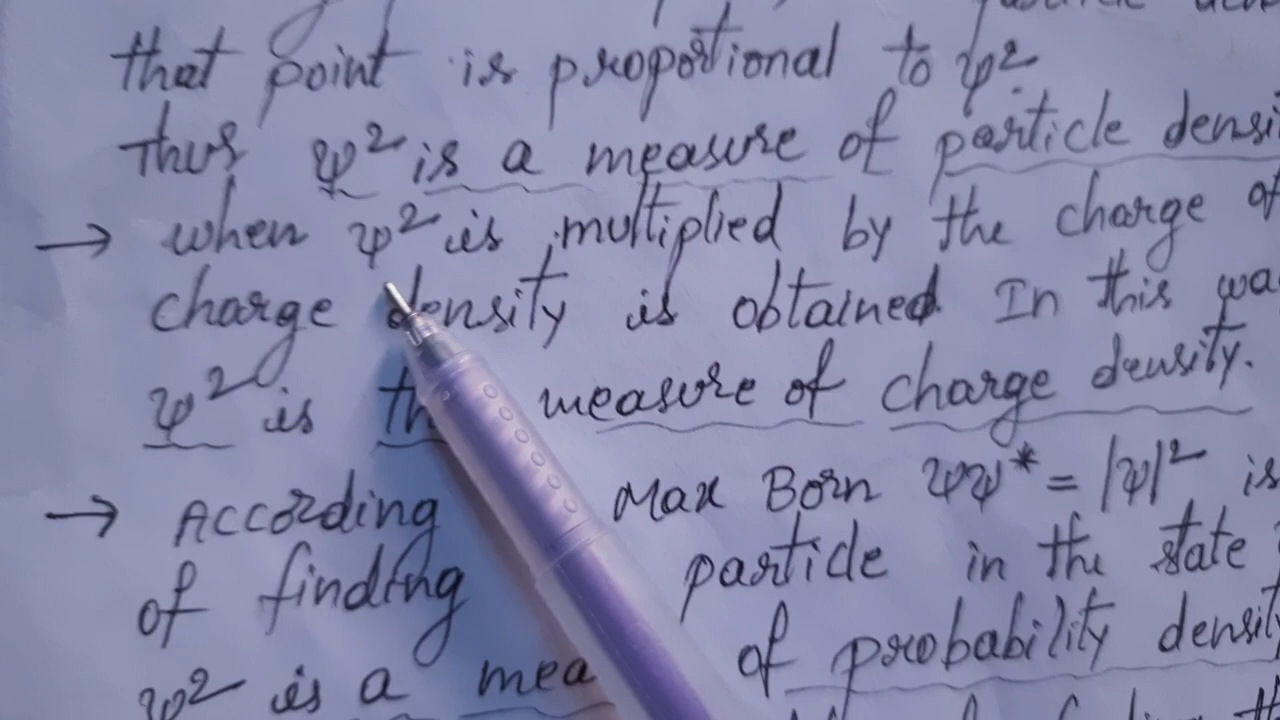 that point is proportional to ψ².
Thus ψ² is a measure of particle densi
→ when ψ² is multiplied by the charge of
charge density is obtained. In this wa
ψ² is th measure of charge density.
→ According Max Born ψψ* = |ψ|² is
of finding particle in the state
ψ² is a mea of probability densit